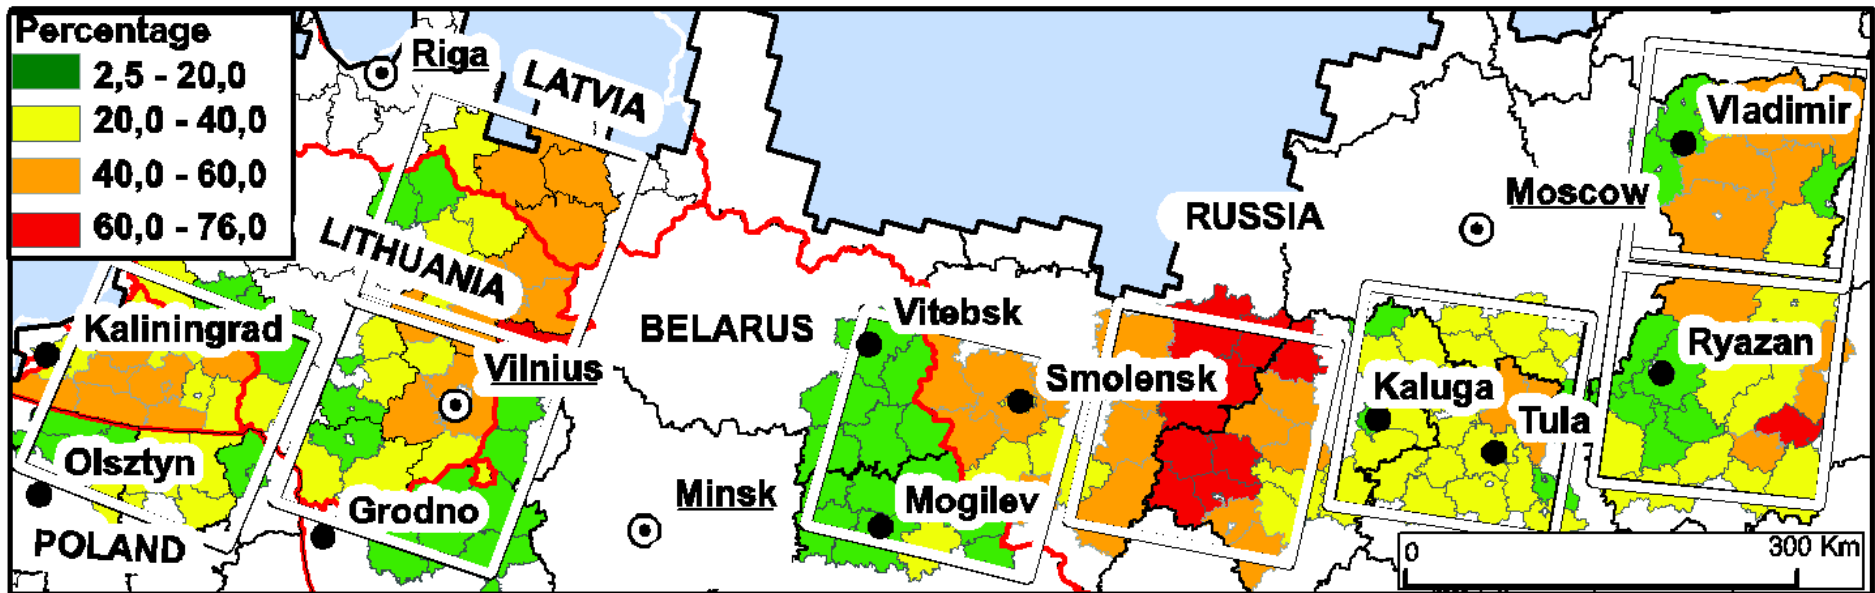 Percentage
2,5 - 20,0
20,0 - 40,0
40,0 - 60,0
60,0 - 76,0
Riga
LATVIA
LITHUANIA
Kaliningrad
Vilnius
Olsztyn
Grodno
POLAND
BELARUS
Minsk
Vitebsk
Mogilev
Smolensk
RUSSIA
Moscow
Vladimir
Kaluga
Tula
Ryazan
0
300 Km